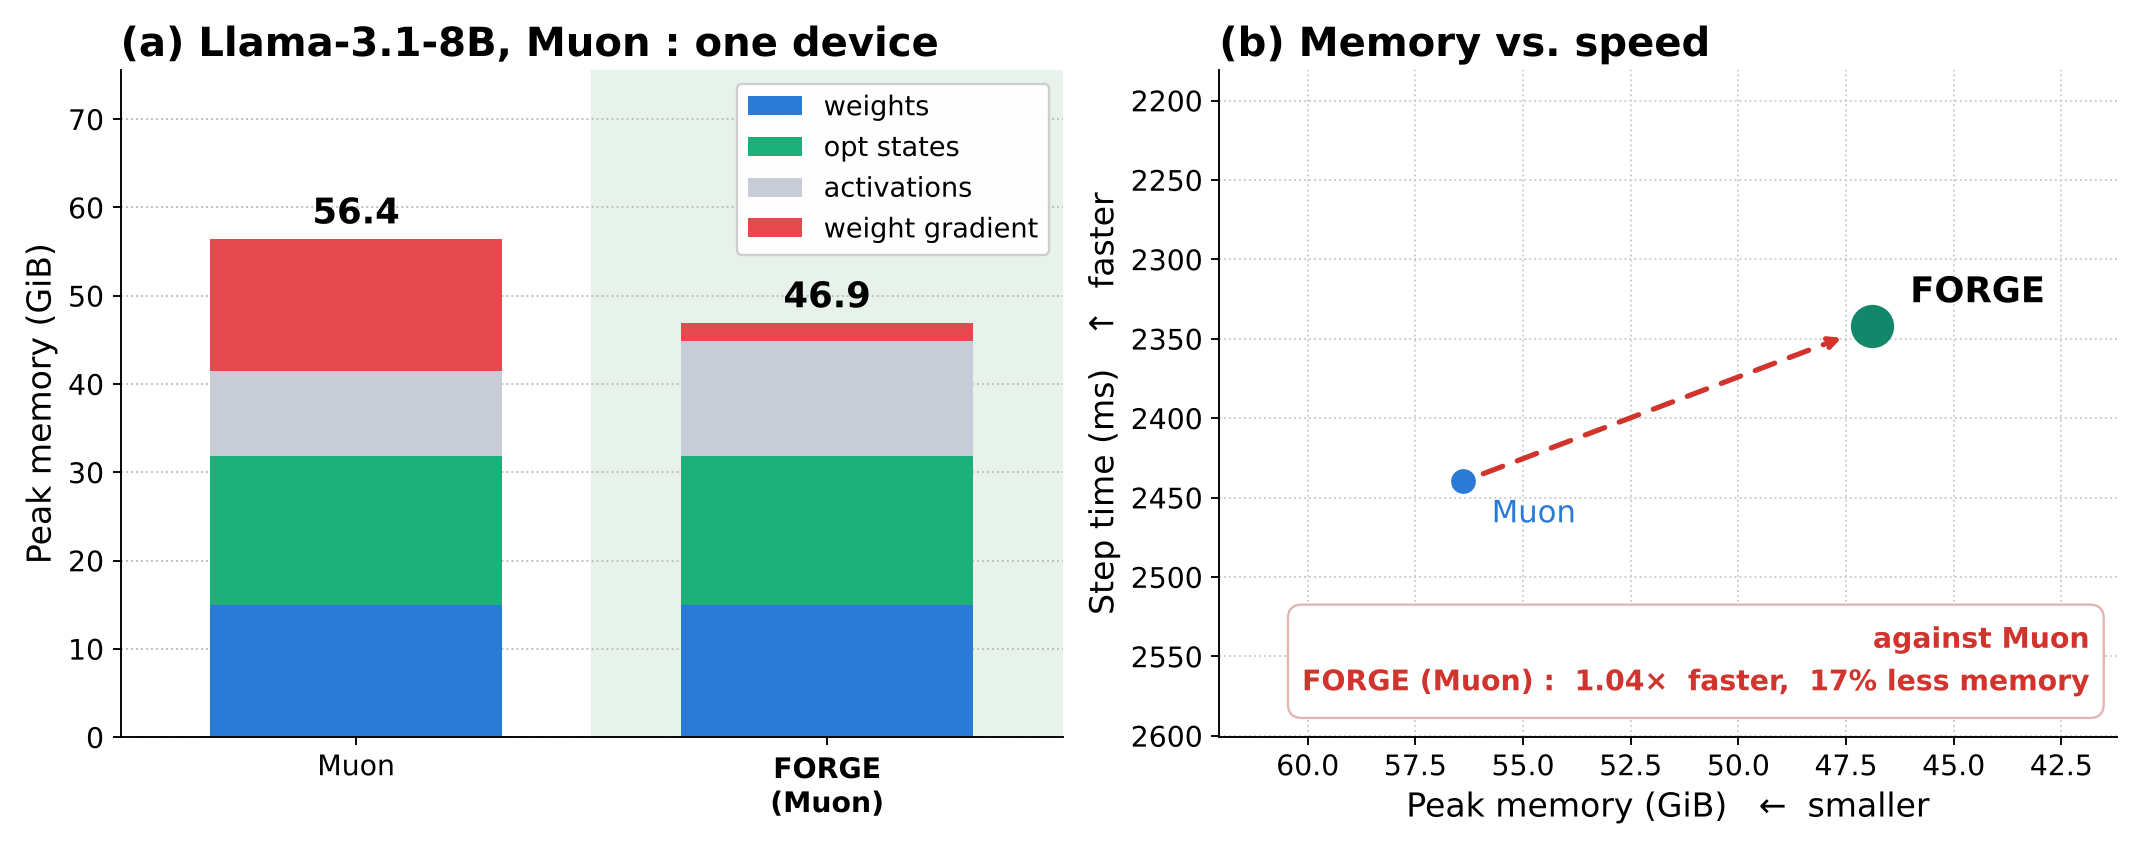 (a) Llama-3.1-8B, Muon : one device
Peak memory (GiB)
70
60
50
40
30
20
10
0
56.4
46.9
weights
opt states
activations
weight gradient
Muon
FORGE
(Muon)
(b) Memory vs. speed
Step time (ms) ↑ faster
2200
2250
2300
2350
2400
2450
2500
2550
2600
FORGE
Muon
against Muon
FORGE (Muon) : 1.04× faster, 17% less memory
60.0 57.5 55.0 52.5 50.0 47.5 45.0 42.5
Peak memory (GiB) ← smaller